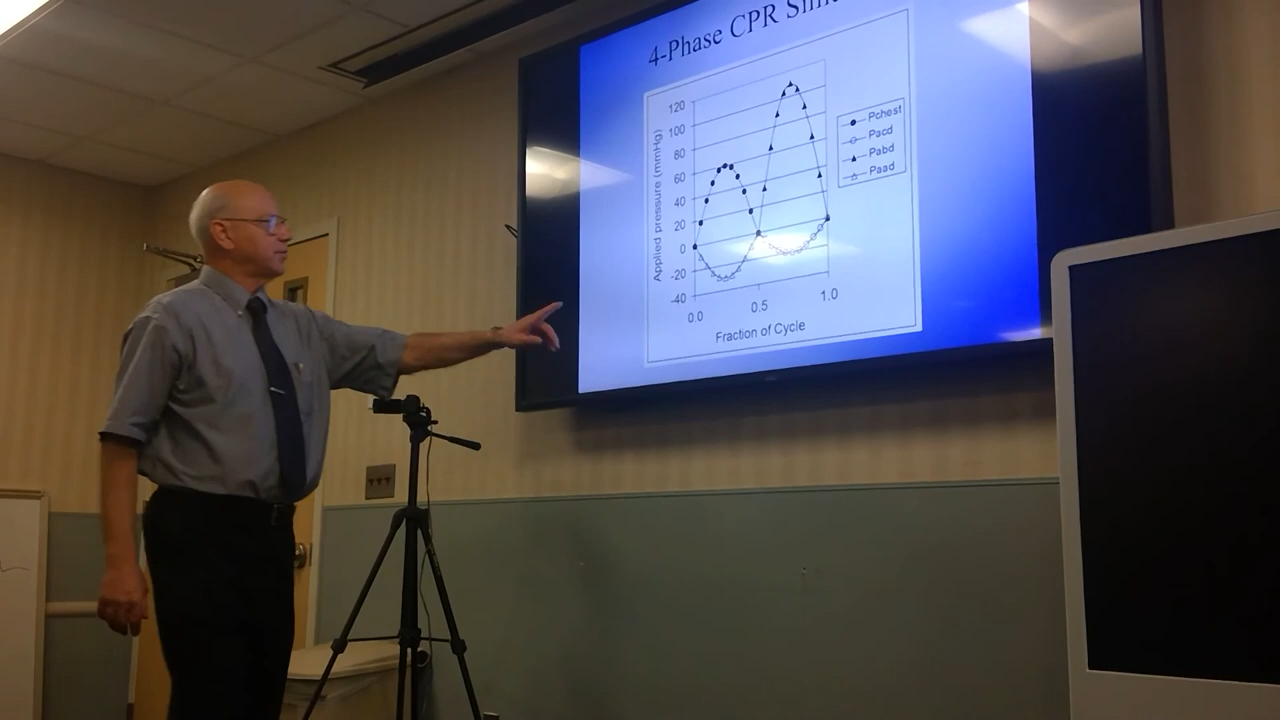 4-Phase CPR
120
100
80
60
40
20
0
-20
-40
Applied pressure (mmHg)
0.0
0.5
1.0
Fraction of Cycle
Pchest
Pacd
Pabd
Paad